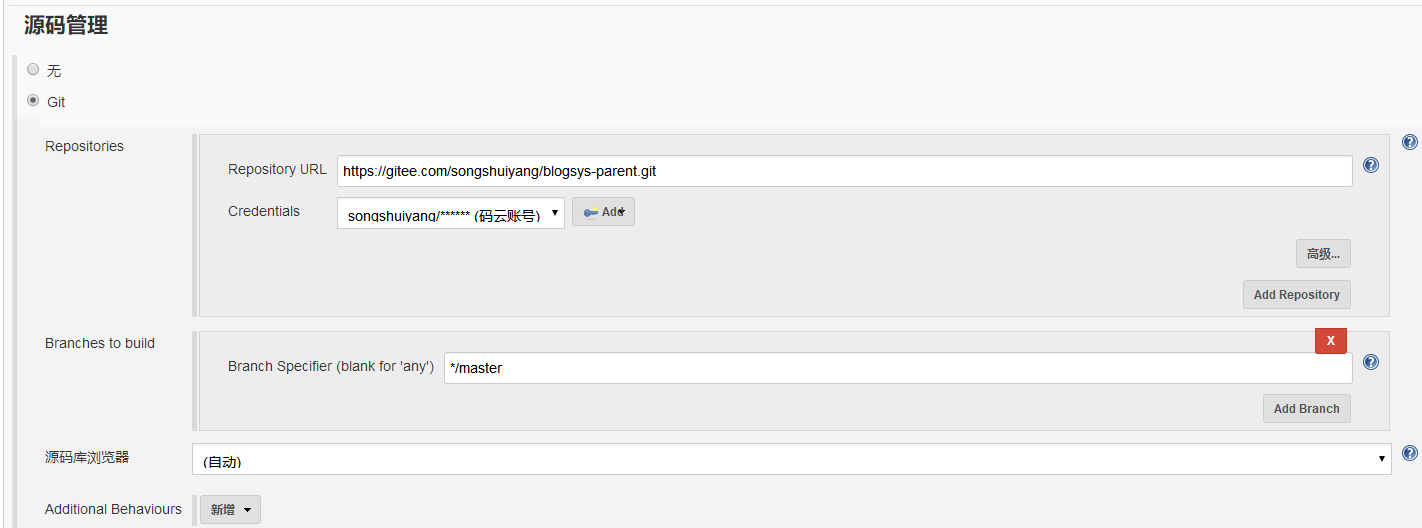 源码管理
无
Git
Repositories
Repository URL https://gitee.com/songshuiyang/blogsys-parent.git
Credentials songshuiyang/****** (码云账号) Add
高级...
Add Repository
Branches to build
X
Branch Specifier (blank for 'any') */master
Add Branch
源码库浏览器 (自动)
Additional Behaviours 新增